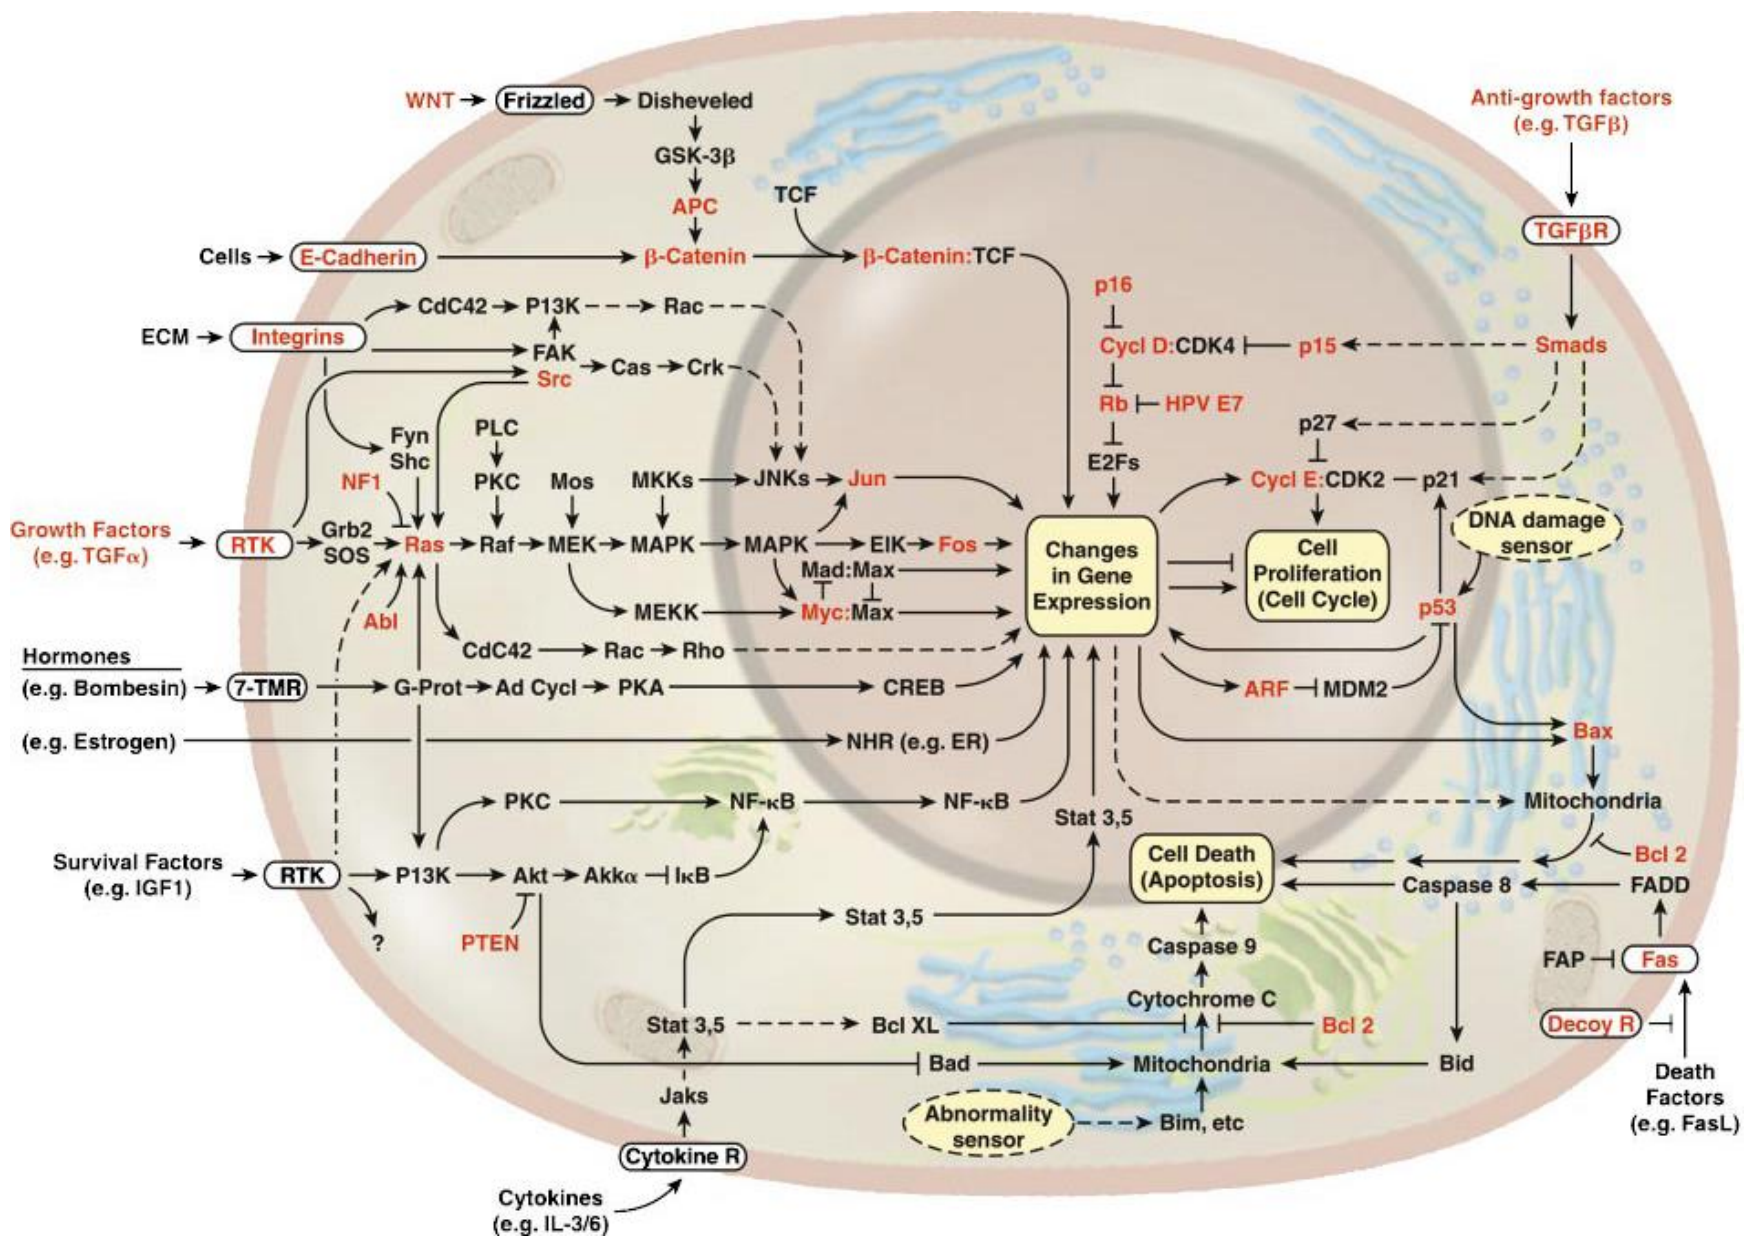 WNT Frizzled Disheveled
Anti-growth factors
(e.g. TGFβ)
GSK-3β
APC
TCF
TGFβR
Cells E-Cadherin β-Catenin β-Catenin:TCF
p16
CdC42 P13K Rac
ECM Integrins
FAK
Cycl D:CDK4 p15 Smads
Src Cas Crk
Rb HPV E7
PLC
p27
Fyn
Shc
E2Fs
NF1 PKC Mos MKKs JNKs Jun
Cycl E:CDK2 p21
DNA damage
sensor
Growth Factors
(e.g. TGFα)
RTK
Grb2
SOS
Ras Raf MEK MAPK MAPK ElK Fos
Changes
in Gene
Expression
Cell
Proliferation
(Cell Cycle)
Mad:Max
p53
Abl
MEKK Myc:Max
CdC42 Rac Rho
Hormones
(e.g. Bombesin) 7-TMR G-Prot Ad Cycl PKA CREB
ARF MDM2
Bax
(e.g. Estrogen) NHR (e.g. ER)
PKC NF-κB NF-κB
Mitochondria
Stat 3,5
Survival Factors
(e.g. IGF1)
RTK P13K Akt Akkα IκB
Cell Death
(Apoptosis)
Bcl 2
Caspase 8 FADD
Stat 3,5
?
PTEN
Caspase 9
FAP Fas
Cytochrome C
Stat 3,5 Bcl XL Bcl 2
Decoy R
Bad Mitochondria Bid
Death
Factors
(e.g. FasL)
Jaks
Abnormality
sensor
Bim, etc
Cytokine R
Cytokines
(e.g. IL-3/6)